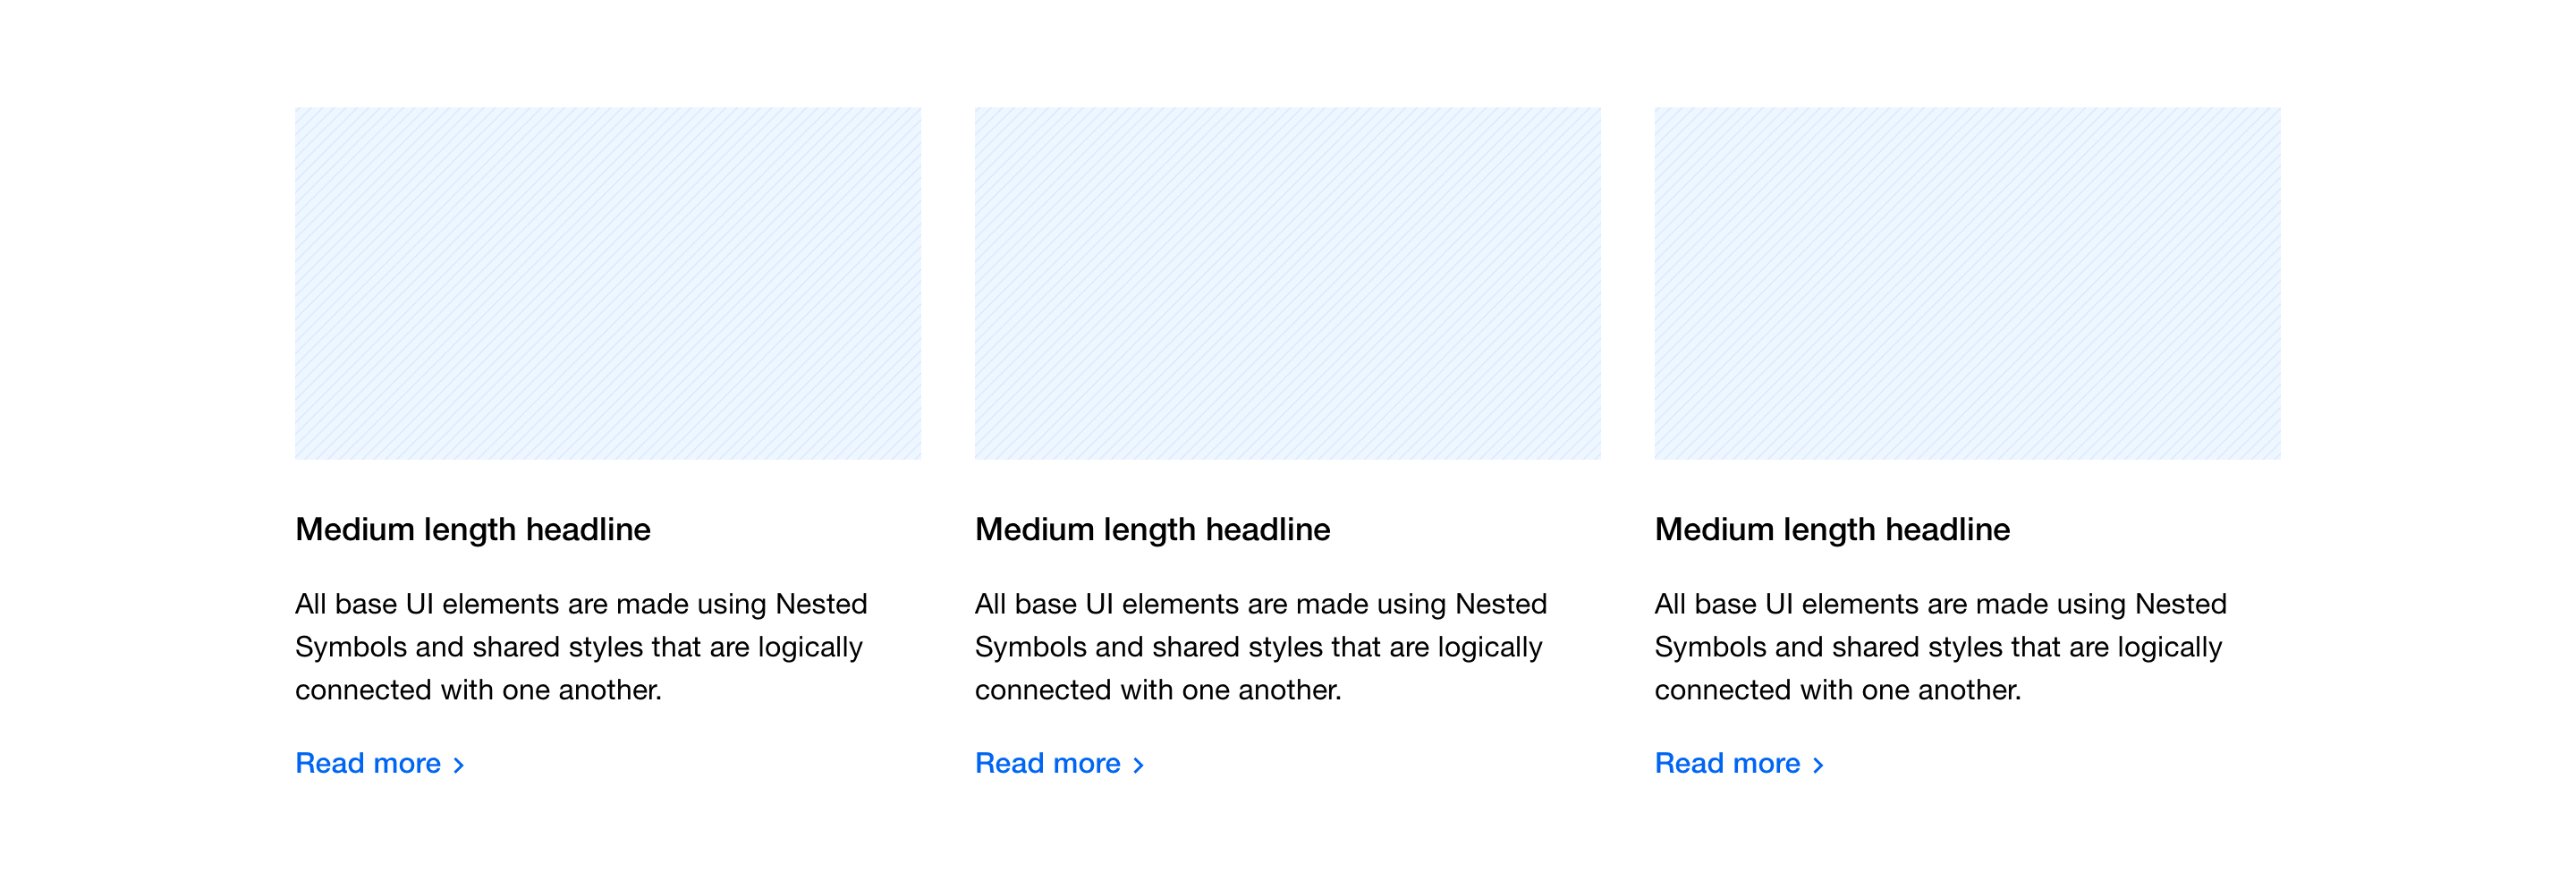 Medium length headline
All base UI elements are made using Nested
Symbols and shared styles that are logically
connected with one another.
Read more
Medium length headline
All base UI elements are made using Nested
Symbols and shared styles that are logically
connected with one another.
Read more
Medium length headline
All base UI elements are made using Nested
Symbols and shared styles that are logically
connected with one another.
Read more